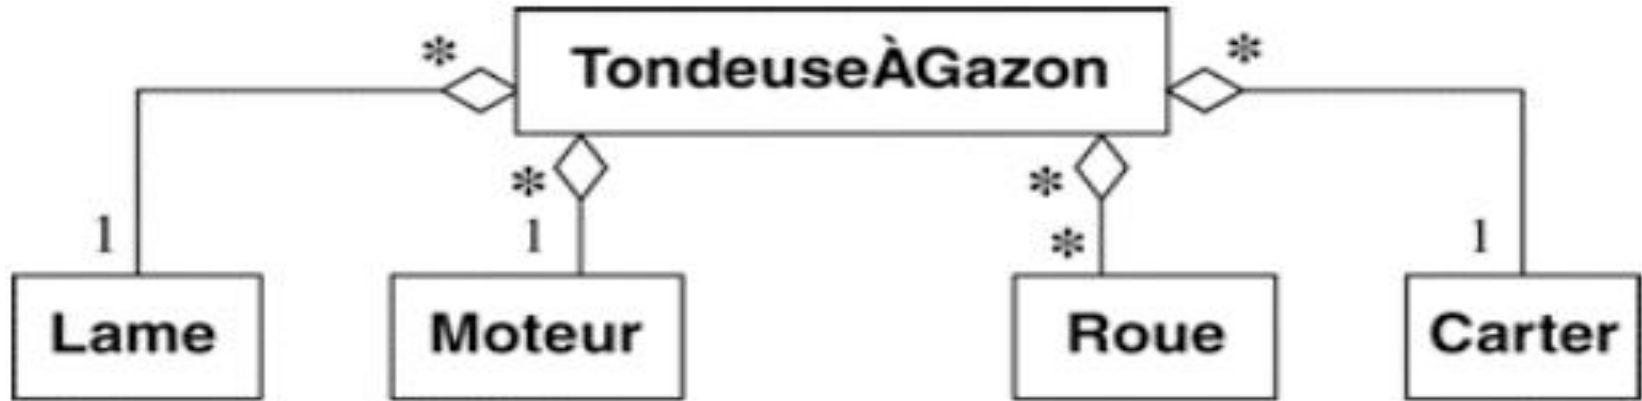 * TondeuseÀGazon *
* *
1 1 * 1
Lame Moteur Roue Carter